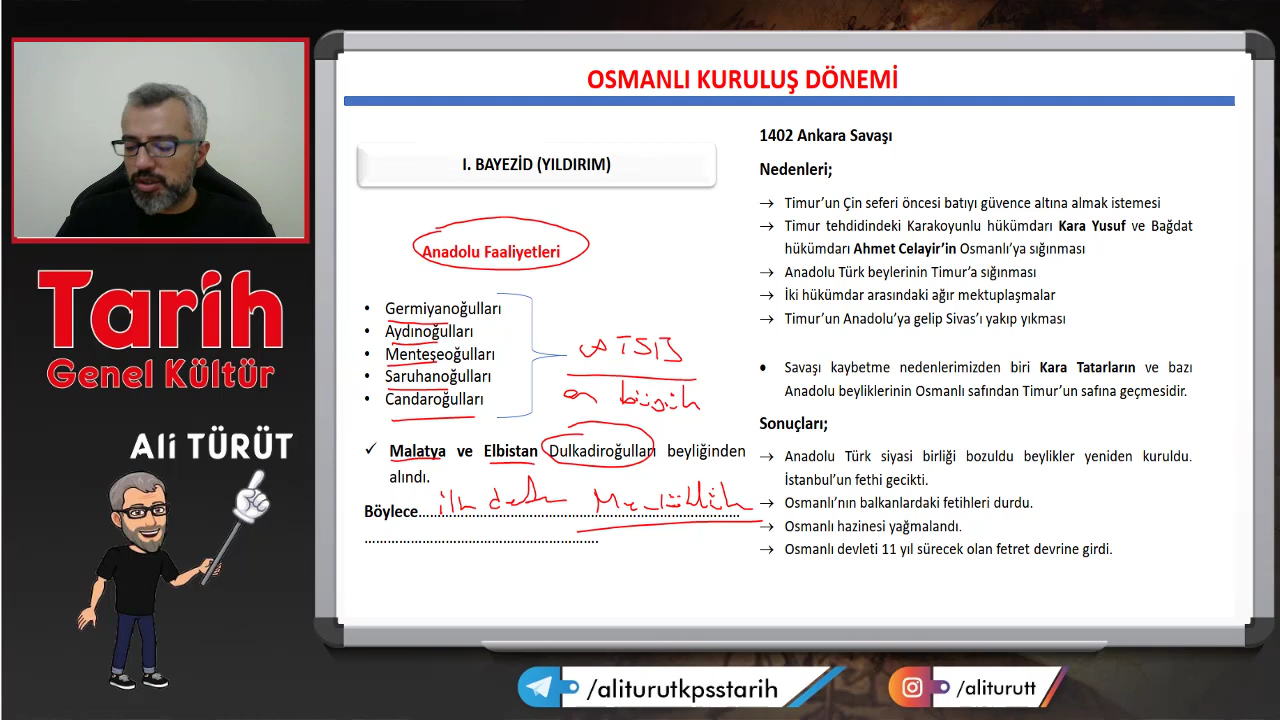 OSMANLI KURULUŞ DÖNEMİ
I. BAYEZİD (YILDIRIM)
Anadolu Faaliyetleri
• Germiyanoğulları
• Aydınoğulları
• Menteşeoğulları
• Saruhanoğulları
• Candaroğulları
ATSIB
en büyük
✓ Malatya ve Elbistan Dulkadiroğulları beyliğinden
alındı.
Böylece ilk defa Memlüklük
1402 Ankara Savaşı
Nedenleri;
→ Timur’un Çin seferi öncesi batıyı güvence altına almak istemesi
→ Timur tehdidindeki Karakoyunlu hükümdarı Kara Yusuf ve Bağdat
hükümdarı Ahmet Celayir’in Osmanlı’ya sığınması
→ Anadolu Türk beylerinin Timur’a sığınması
→ İki hükümdar arasındaki ağır mektuplaşmalar
→ Timur’un Anadolu’ya gelip Sivas’ı yakıp yıkması
• Savaşı kaybetme nedenlerimizden biri Kara Tatarların ve bazı
Anadolu beyliklerinin Osmanlı safından Timur’un safına geçmesidir.
Sonuçları;
→ Anadolu Türk siyasi birliği bozuldu beylikler yeniden kuruldu.
İstanbul’un fethi gecikti.
→ Osmanlı’nın balkanlardaki fetihleri durdu.
→ Osmanlı hazinesi yağmalandı.
→ Osmanlı devleti 11 yıl sürecek olan fetret devrine girdi.
Tarih
Genel Kültür
Ali TÜRÜT
/aliturutkpsstarih
/aliturutt